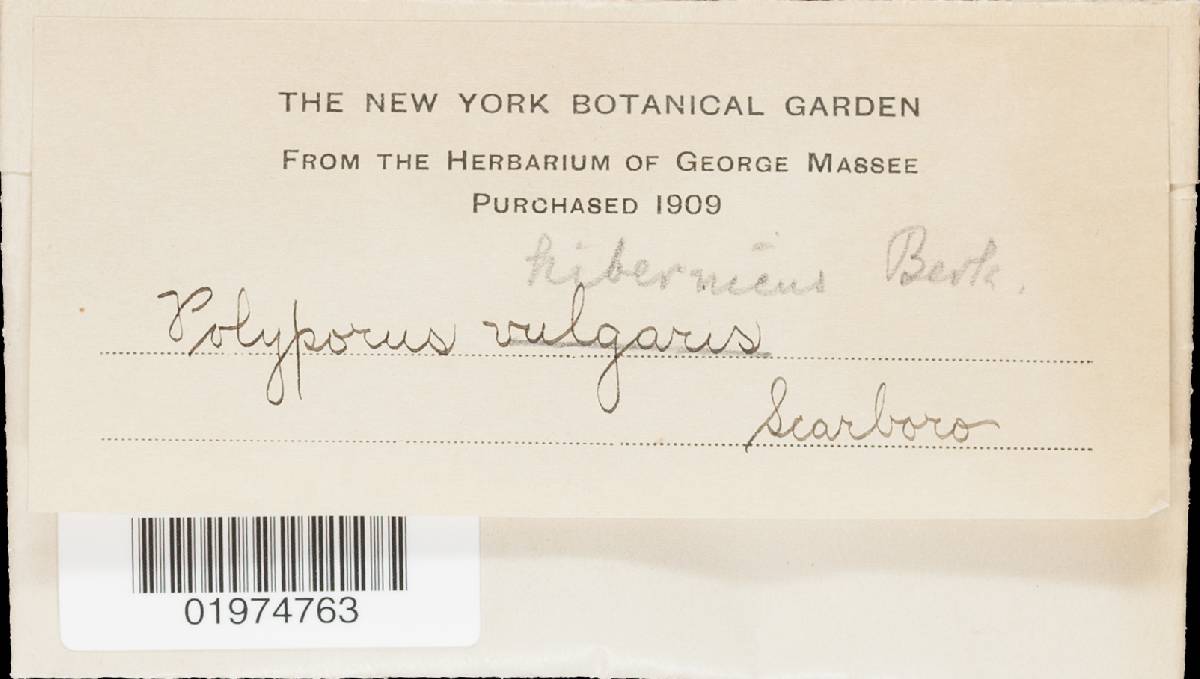 THE NEW YORK BOTANICAL GARDEN
FROM THE HERBARIUM OF GEORGE MASSEE
PURCHASED 1909
hibernicus Berk.
Polyporus vulgaris
Scarboro
01974763